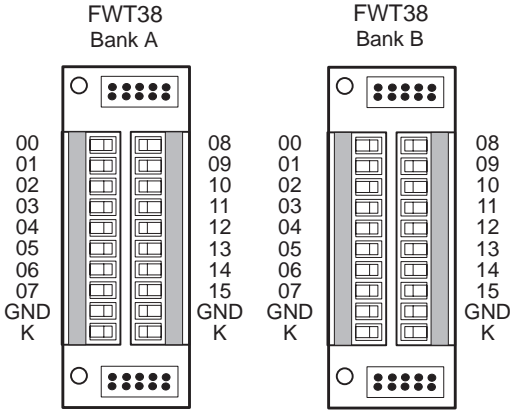 FWT38 FWT38
Bank A Bank B
00 08 00 08
01 09 01 09
02 10 02 10
03 11 03 11
04 12 04 12
05 13 05 13
06 14 06 14
07 15 07 15
GND GND GND GND
K K K K